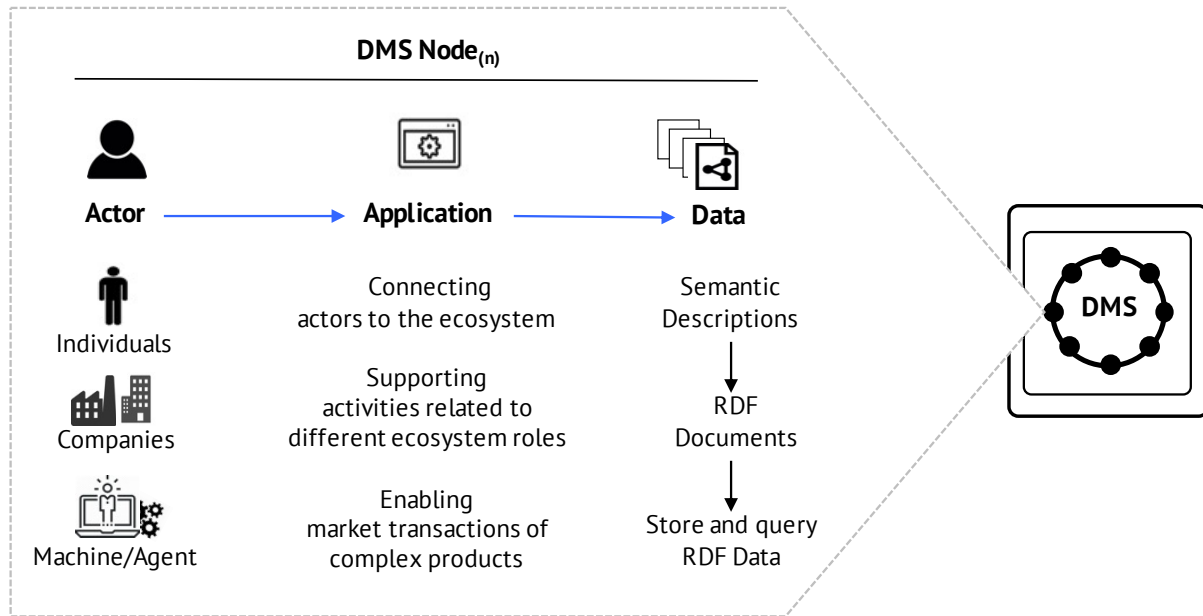 DMS Node(n)
Actor
Application
Data
Individuals
Companies
Machine/Agent
Connecting
actors to the ecosystem
Supporting
activities related to
different ecosystem roles
Enabling
market transactions of
complex products
Semantic
Descriptions
RDF
Documents
Store and query
RDF Data
DMS